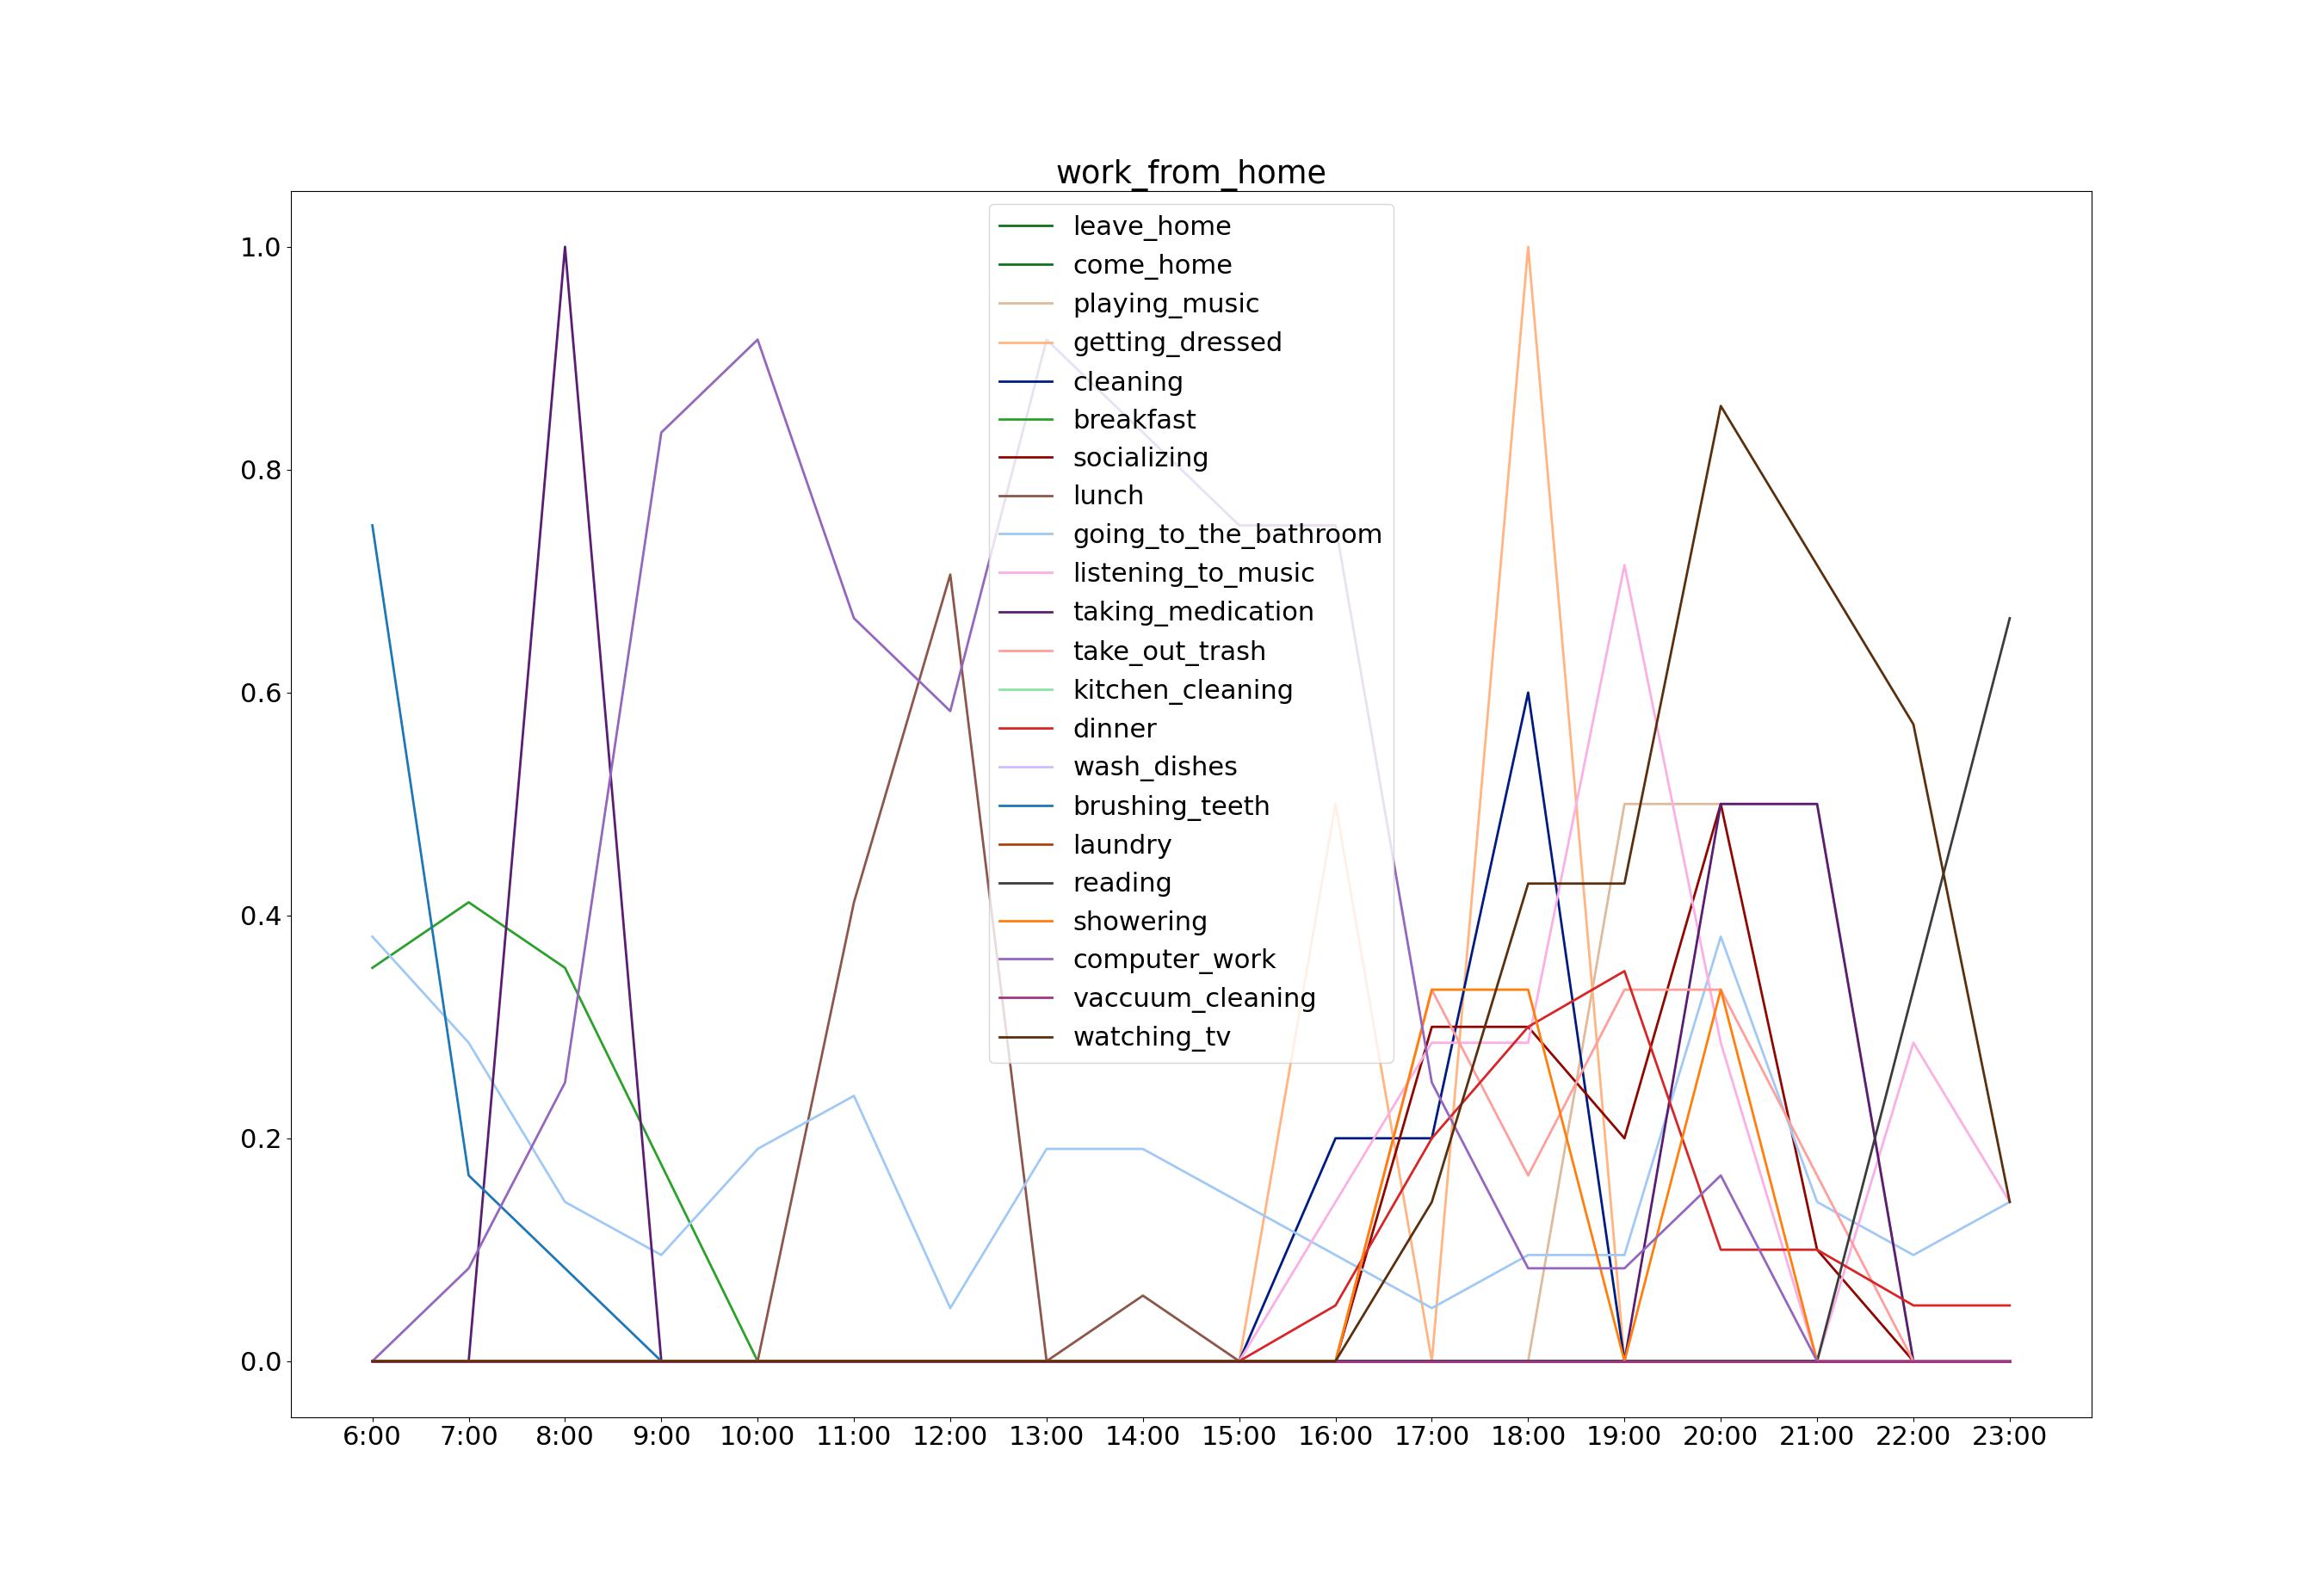 work_from_home
1.0
0.8
0.6
0.4
0.2
0.0
leave_home
come_home
playing_music
getting_dressed
cleaning
breakfast
socializing
lunch
going_to_the_bathroom
listening_to_music
taking_medication
take_out_trash
kitchen_cleaning
dinner
wash_dishes
brushing_teeth
laundry
reading
showering
computer_work
vaccuum_cleaning
watching_tv
6:00 7:00 8:00 9:00 10:00 11:00 12:00 13:00 14:00 15:00 16:00 17:00 18:00 19:00 20:00 21:00 22:00 23:00